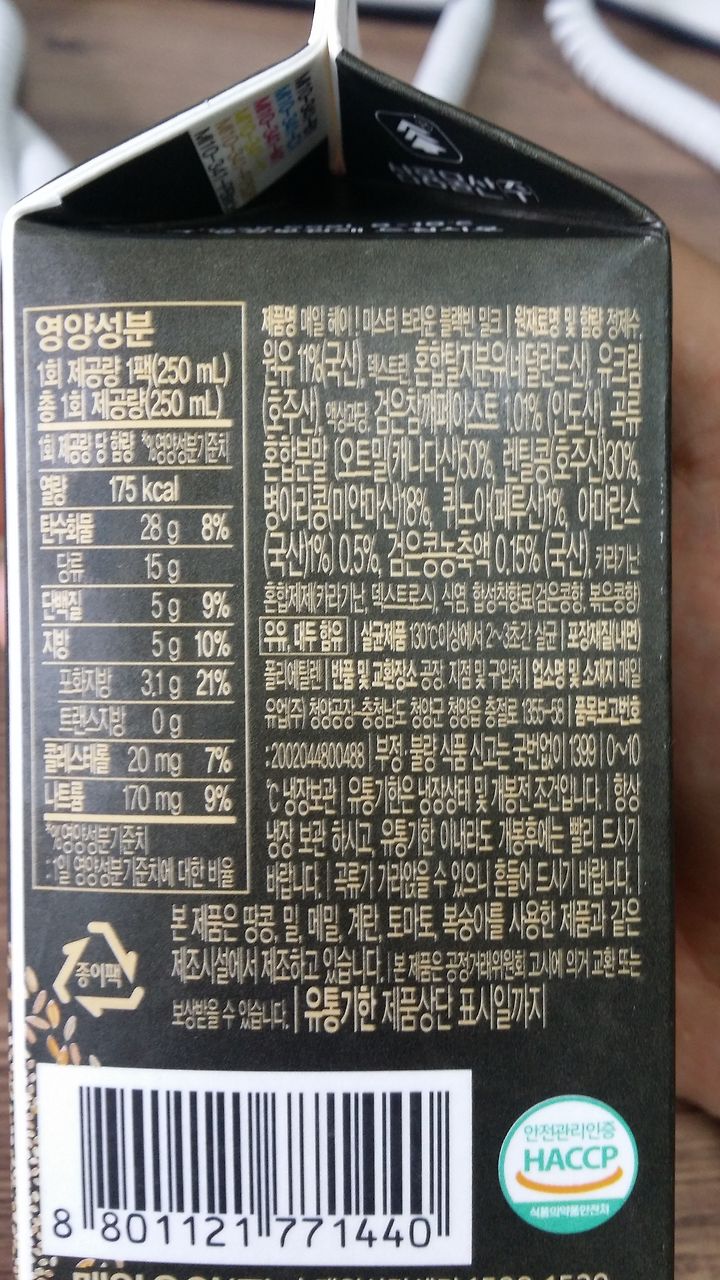 M10-341-
영양성분
1회 제공량 1팩(250 mL)
총 1회 제공량(250 mL)
1회 제공량 당 함량 *%영양성분기준치
열량 175 kcal
탄수화물 28 g 8%
당류 15 g
단백질 5 g 9%
지방 5 g 10%
포화지방 3.1 g 21%
트랜스지방 0 g
콜레스테롤 20 mg 7%
나트륨 170 mg 9%
*%영양성분기준치
:1일 영양성분기준치에 대한 비율
제품명 매일 헤이! 미스터 브라운 블랙빈 밀크 | 원재료명 및 함량 정제수,
원유 11%(국산), 덱스트린, 혼합탈지분유(네덜란드산), 유크림
(호주산), 액상과당, 검은참깨페이스트 1.01% (인도산), 곡류
혼합분말 (오트밀(캐나다산)50%, 렌틸콩(호주산)30%,
병아리콩(미얀마산)18%, 퀴노아(페루산)1%, 아마란스
(국산)1%) 0.5%, 검은콩농축액 0.15% (국산), 카라기난
혼합제제(카라기난, 덱스트로스), 식염, 합성착향료(검은콩향, 볶은콩향)
우유, 대두 함유 | 살균제품 130℃이상에서 2~3초간 살균 | 포장재질(내면)
폴리에틸렌 | 반품 및 교환장소 공장, 지점 및 구입처 | 업소명 및 소재지 매일
유업(주) 청양공장-충청남도 청양군 청양읍 충절로 1355-58 | 품목보고번호
:2002044800488 | 부정·불량 식품 신고는 국번없이 1399 | 0~10
℃ 냉장보관 | 유통기한은 냉장상태 및 개봉전 조건입니다. | 항상
냉장 보관 하시고, 유통기한 이내라도 개봉후에는 빨리 드시기
바랍니다. | 곡류가 가라앉을 수 있으니 흔들어 드시기 바랍니다. |
본 제품은 땅콩, 밀, 메밀, 계란, 토마토, 복숭아를 사용한 제품과 같은
제조시설에서 제조하고 있습니다. | 본 제품은 공정거래위원회 고시에 의거 교환 또는
보상받을 수 있습니다. | 유통기한 제품상단 표시일까지
종이팩
8 801121 771440
안전관리인증
HACCP
식품의약품안전처